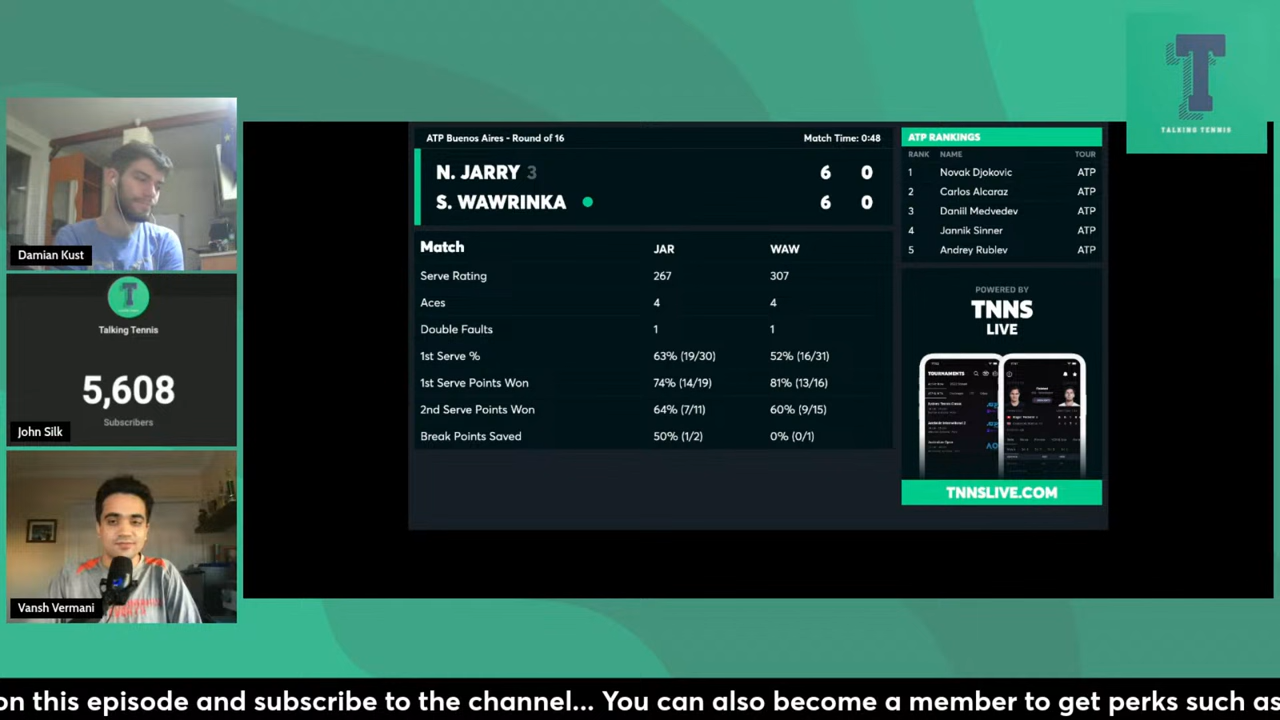 T
TALKING TENNIS
Damian Kust
T
Talking Tennis
5,608
Subscribers
John Silk
Vansh Vermani
ATP Buenos Aires - Round of 16
Match Time: 0:48
N. JARRY 3 6 0
S. WAWRINKA 6 0
Match JAR WAW
Serve Rating 267 307
Aces 4 4
Double Faults 1 1
1st Serve % 63% (19/30) 52% (16/31)
1st Serve Points Won 74% (14/19) 81% (13/16)
2nd Serve Points Won 64% (7/11) 60% (9/15)
Break Points Saved 50% (1/2) 0% (0/1)
ATP RANKINGS
RANK NAME TOUR
1 Novak Djokovic ATP
2 Carlos Alcaraz ATP
3 Daniil Medvedev ATP
4 Jannik Sinner ATP
5 Andrey Rublev ATP
POWERED BY
TNNS
LIVE
TOURNAMENTS
TNNSLIVE.COM
on this episode and subscribe to the channel... You can also become a member to get perks such as